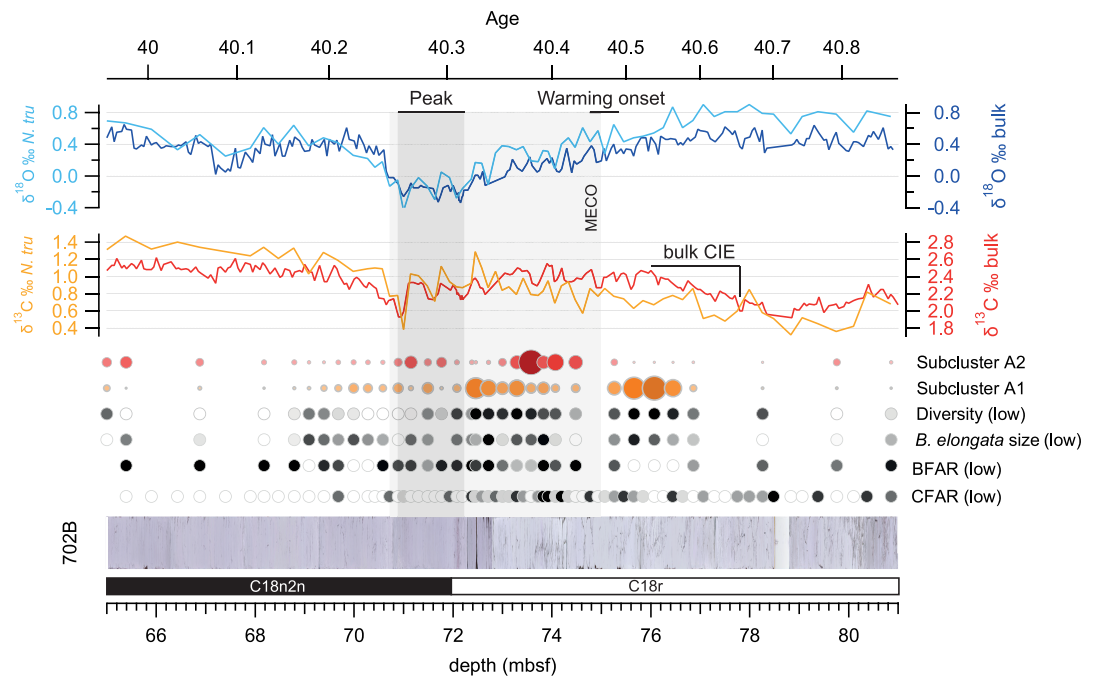 Age
40 40.1 40.2 40.3 40.4 40.5 40.6 40.7 40.8
Peak Warming onset
δ18O ‰ N. tru
0.8 0.4 0.0 -0.4
0.8 0.4 0.0 -0.4
δ18O ‰ bulk
MECO
bulk CIE
δ13C ‰ N. tru
1.4 1.2 1.0 0.8 0.6 0.4
2.8 2.6 2.4 2.2 2.0 1.8
δ13C ‰ bulk
Subcluster A2
Subcluster A1
Diversity (low)
B. elongata size (low)
BFAR (low)
CFAR (low)
702B
C18n2n C18r
66 68 70 72 74 76 78 80
depth (mbsf)